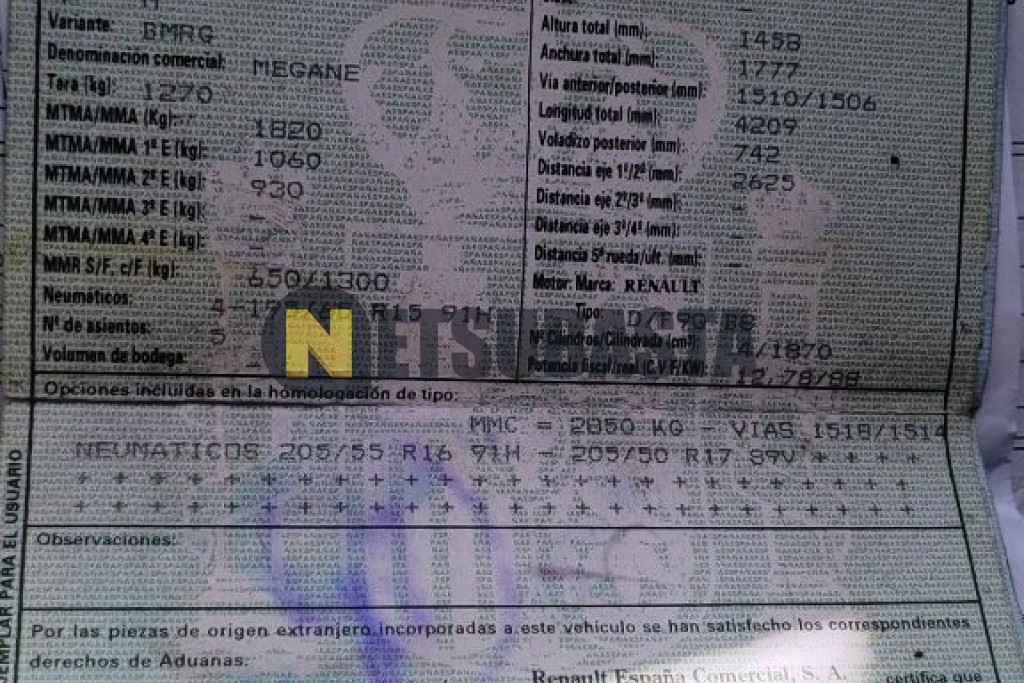 M
Variante: BMRG
Denominación comercial: MEGANE
Tara (kg): 1270
MTMA/MMA (Kg): 1820
MTMA/MMA 1º E (kg): 1060
MTMA/MMA 2º E (kg): 930
MTMA/MMA 3º E (kg): -
MTMA/MMA 4º E (kg): -
MMR S/F. c/F (kg): 650/1300
Neumáticos: R15 91H
Nº de asientos: 5
Volumen de bodega: -
Altura total (mm): 1458
Anchura total (mm): 1777
Via anterior/posterior (mm): 1510/1506
Longitud total (mm): 4209
Voladizo posterior (mm): 742
Distancia eje 1º/2º (mm): 2625
Distancia eje 2º/3º (mm): -
Distancia eje 3º/4º (mm): -
Distancia 5ª rueda/ult. (mm): -
Motor: Marca: RENAULT
Tipo:
Nº Cilindros/Cilindrada (cm³): 4/1870
Potencia fiscal/real (C.V.F/KW): 12,78/88
NETSUBASTA
Opciones incluidas en la homologación de tipo:
MMC = 2850 KG - VIAS 1518/1514
NEUMATICOS 205/55 R16 91H - 205/50 R17 89V + + + +
+ + + + + + + + + + + + + + + + + + + + +
+ + + + + + + + + + + + + + + + + + + + +
Observaciones:
Por las piezas de origen extranjero incorporadas a este vehículo se han satisfecho los correspondientes
derechos de Aduanas.
Renault España Comercial, S. A. certifica que
EJEMPLAR PARA EL USUARIO